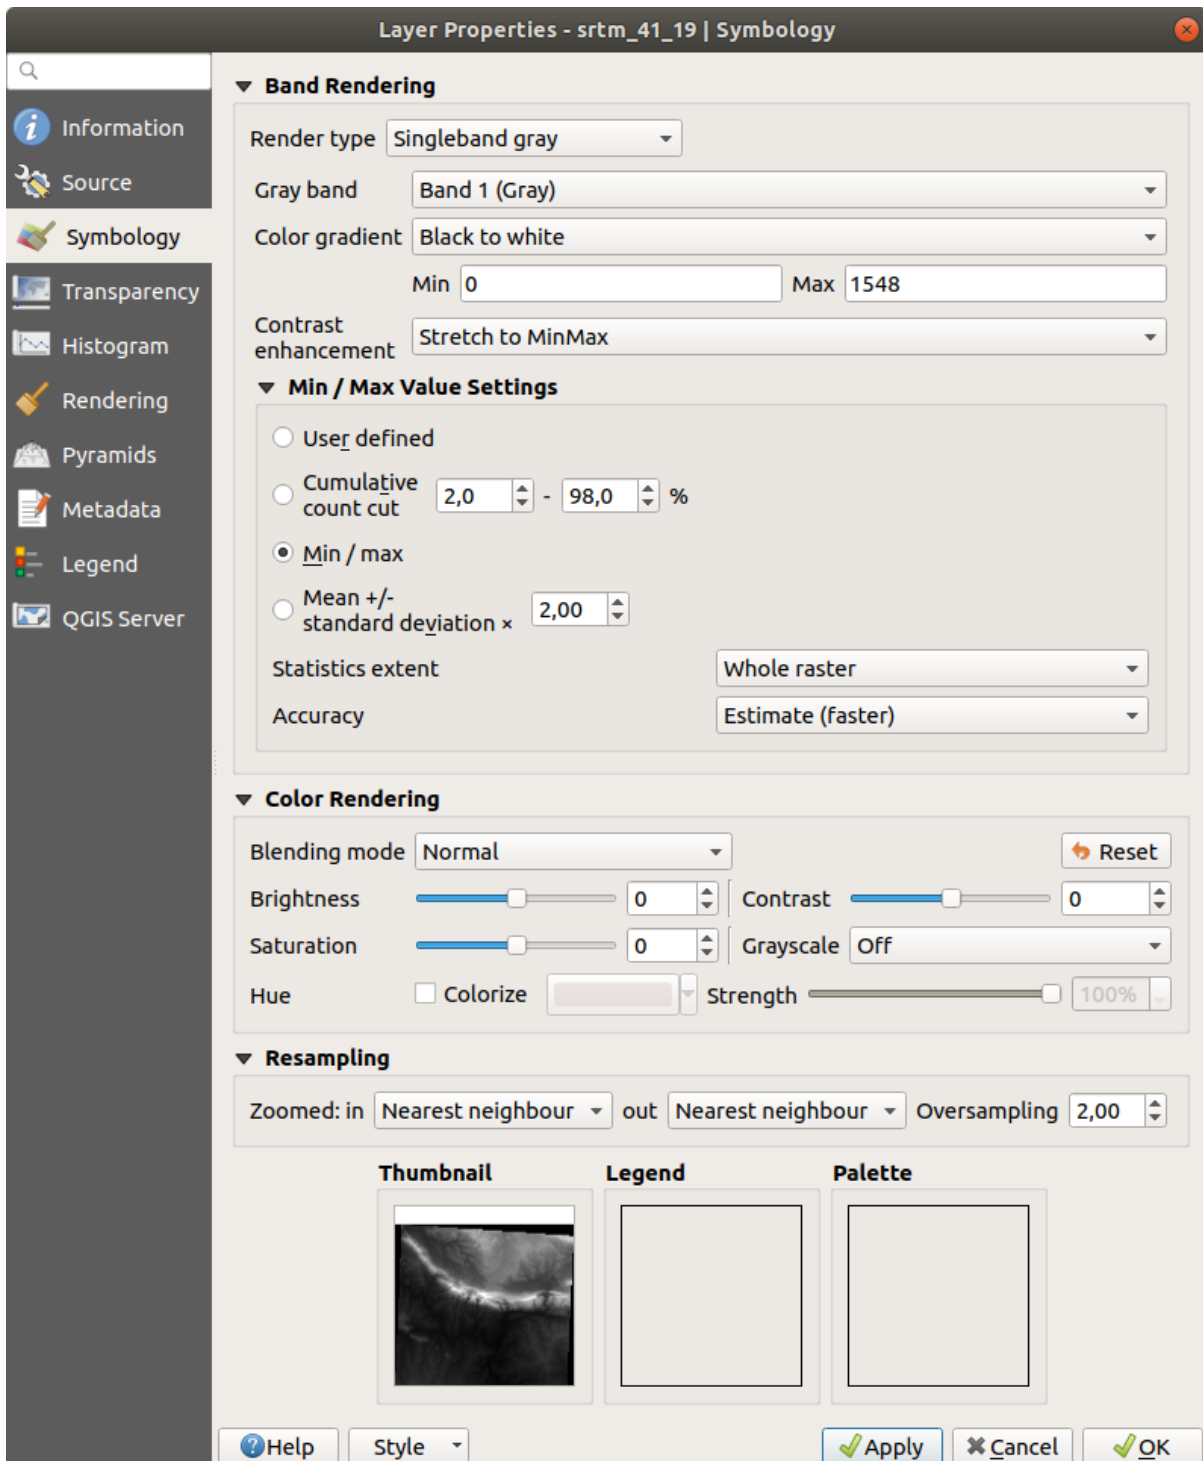 Layer Properties - srtm_41_19 | Symbology
Information
Source
Symbology
Transparency
Histogram
Rendering
Pyramids
Metadata
Legend
QGIS Server
Band Rendering
Render type Singleband gray
Gray band Band 1 (Gray)
Color gradient Black to white
Min 0 Max 1548
Contrast
enhancement Stretch to MinMax
Min / Max Value Settings
User defined
Cumulative
count cut 2,0 - 98,0 %
Min / max
Mean +/-
standard deviation × 2,00
Statistics extent Whole raster
Accuracy Estimate (faster)
Color Rendering
Blending mode Normal Reset
Brightness 0 Contrast 0
Saturation 0 Grayscale Off
Hue Colorize Strength 100%
Resampling
Zoomed: in Nearest neighbour out Nearest neighbour Oversampling 2,00
Thumbnail Legend Palette
Help Style Apply Cancel OK